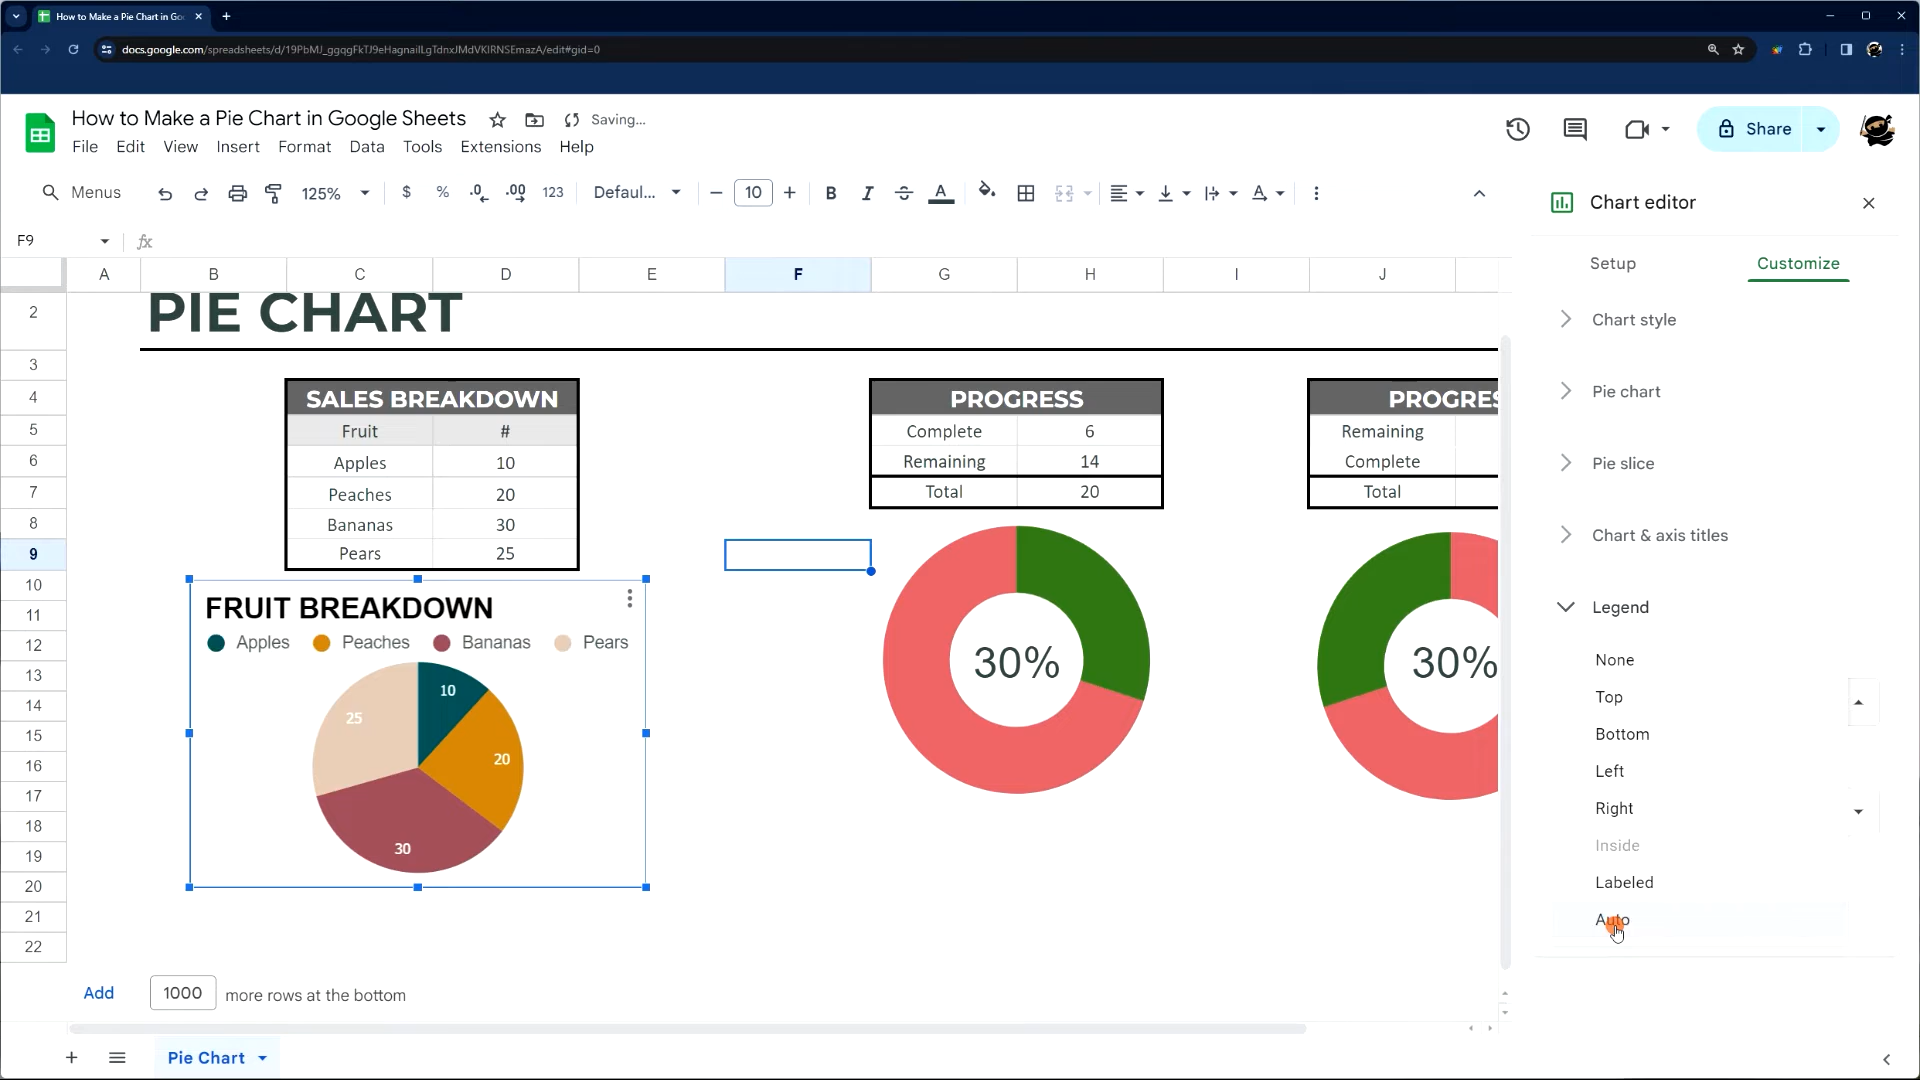 How to Make a Pie Chart in Goo
docs.google.com/spreadsheets/d/19PbMJ_ggqgFkTJ9eHagnailLgTdnxJMdVKlRNSEmazA/edit#gid=0
How to Make a Pie Chart in Google Sheets
Saving...
File Edit View Insert Format Data Tools Extensions Help
Share
Menus
125%
$ % .0 .00 123
Defaul...
10
B I A
F9
fx
A B C D E F G H I J
2
3
4
5
6
7
8
9
10
11
12
13
14
15
16
17
18
19
20
21
22
PIE CHART
SALES BREAKDOWN
Fruit #
Apples 10
Peaches 20
Bananas 30
Pears 25
PROGRESS
Complete 6
Remaining 14
Total 20
PROGRES
Remaining
Complete
Total
FRUIT BREAKDOWN
Apples Peaches Bananas Pears
10
25
20
30
30%
30%
Add 1000 more rows at the bottom
Pie Chart
Chart editor
Setup Customize
Chart style
Pie chart
Pie slice
Chart & axis titles
Legend
None
Top
Bottom
Left
Right
Inside
Labeled
Auto